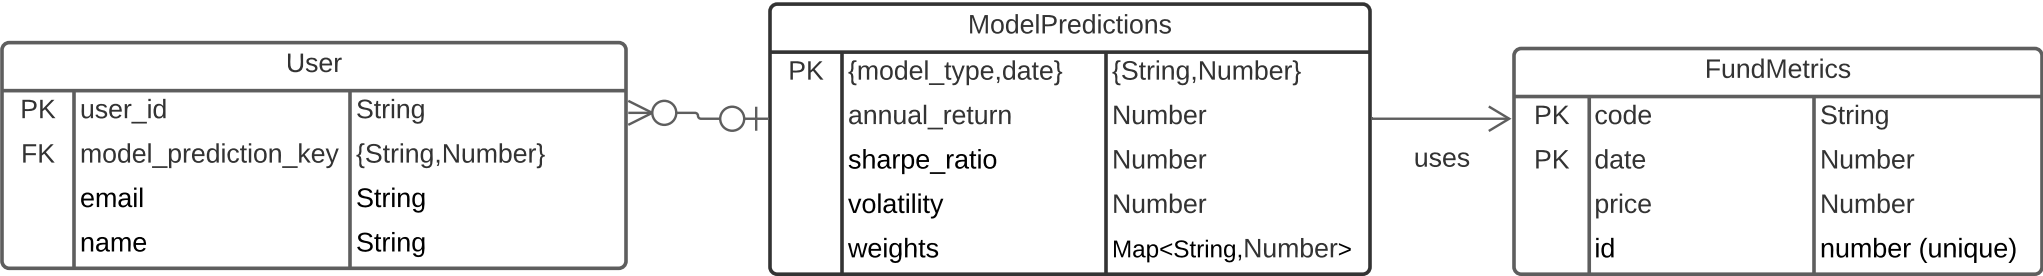 User
PK user_id String
FK model_prediction_key {String,Number}
email String
name String
ModelPredictions
PK {model_type,date} {String,Number}
annual_return Number
sharpe_ratio Number
volatility Number
weights Map<String,Number>
uses
FundMetrics
PK code String
PK date Number
price Number
id number (unique)